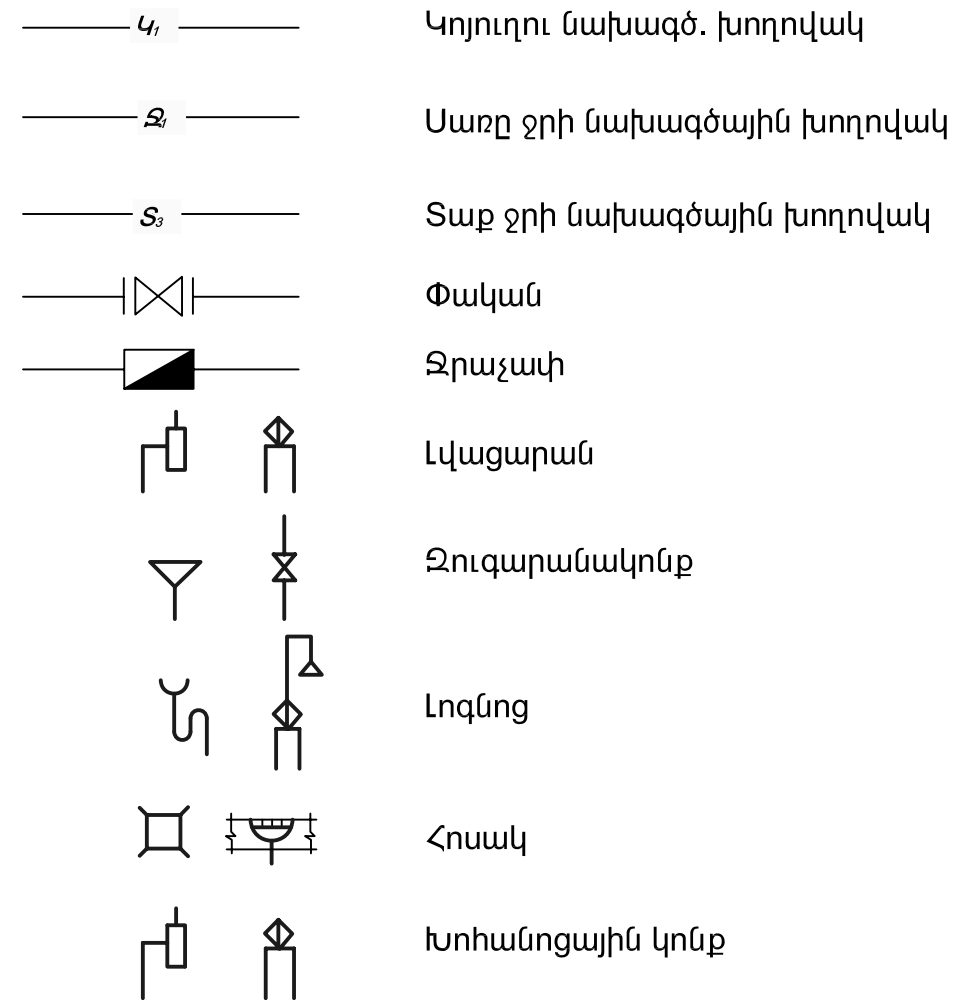 Կ1 Կոյուղու նախագծ. խողովակ
Ջ1 Սառը ջրի նախագծային խողովակ
Տ3 Տաք ջրի նախագծային խողովակ
Փական
Ջրաչափ
Լվացարան
Զուգարանակոնք
Լոգնոց
Հոսակ
Խոհանոցային կոնք